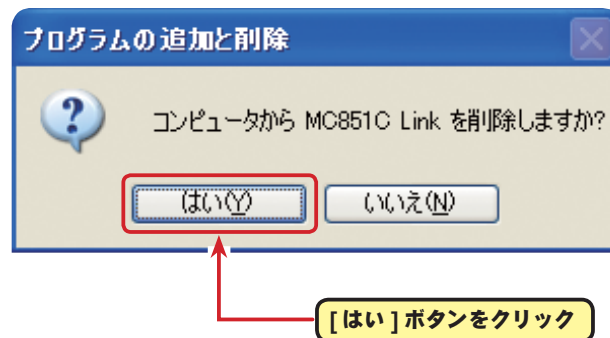 プログラムの追加と削除
コンピュータから MC851C Link を削除しますか?
はい(Y)
いいえ(N)
[はい]ボタンをクリック